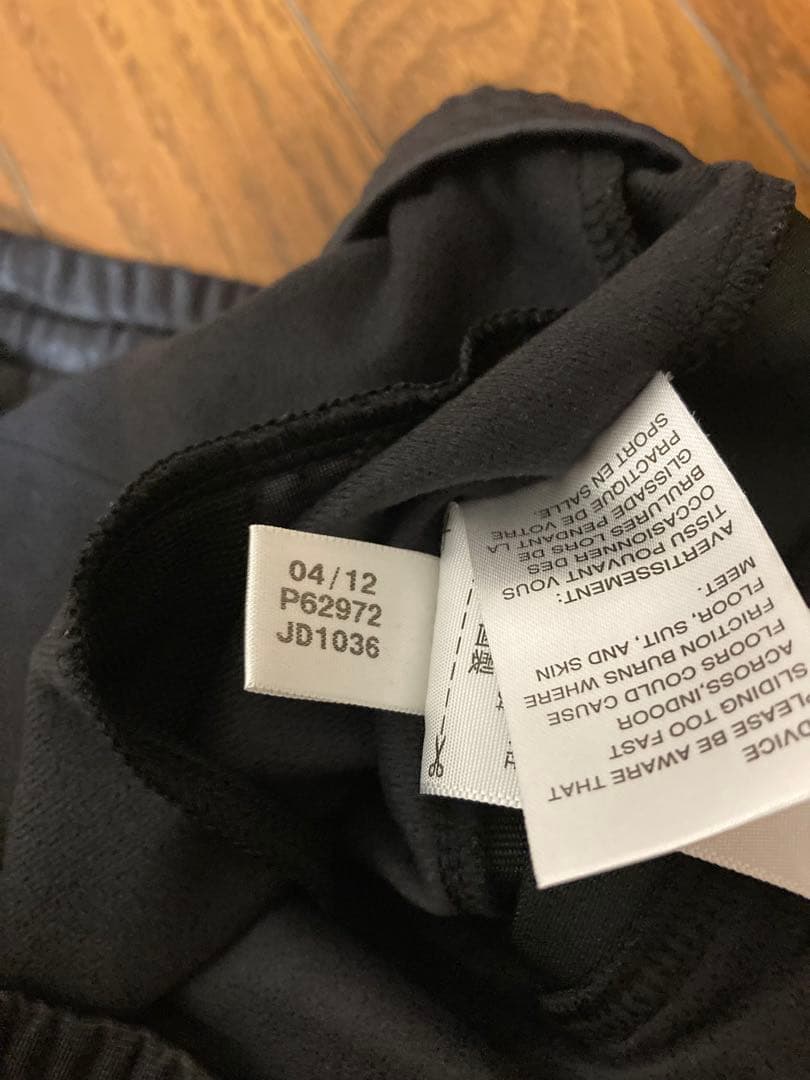 04/12
P62972
JD1036
ADVICE
PLEASE BE AWARE THAT
SLIDING TOO FAST
ACROSS INDOOR
FLOORS COULD CAUSE
FRICTION BURNS WHERE
FLOOR, SUIT, AND SKIN
MEET.
AVERTISSEMENT:
TISSU POUVANT VOUS
OCCASIONNER DES
BRULURES LORS DE
GLISSADE PENDANT LA
PRACTIQUE DE VOTRE
SPORT EN SALLE.